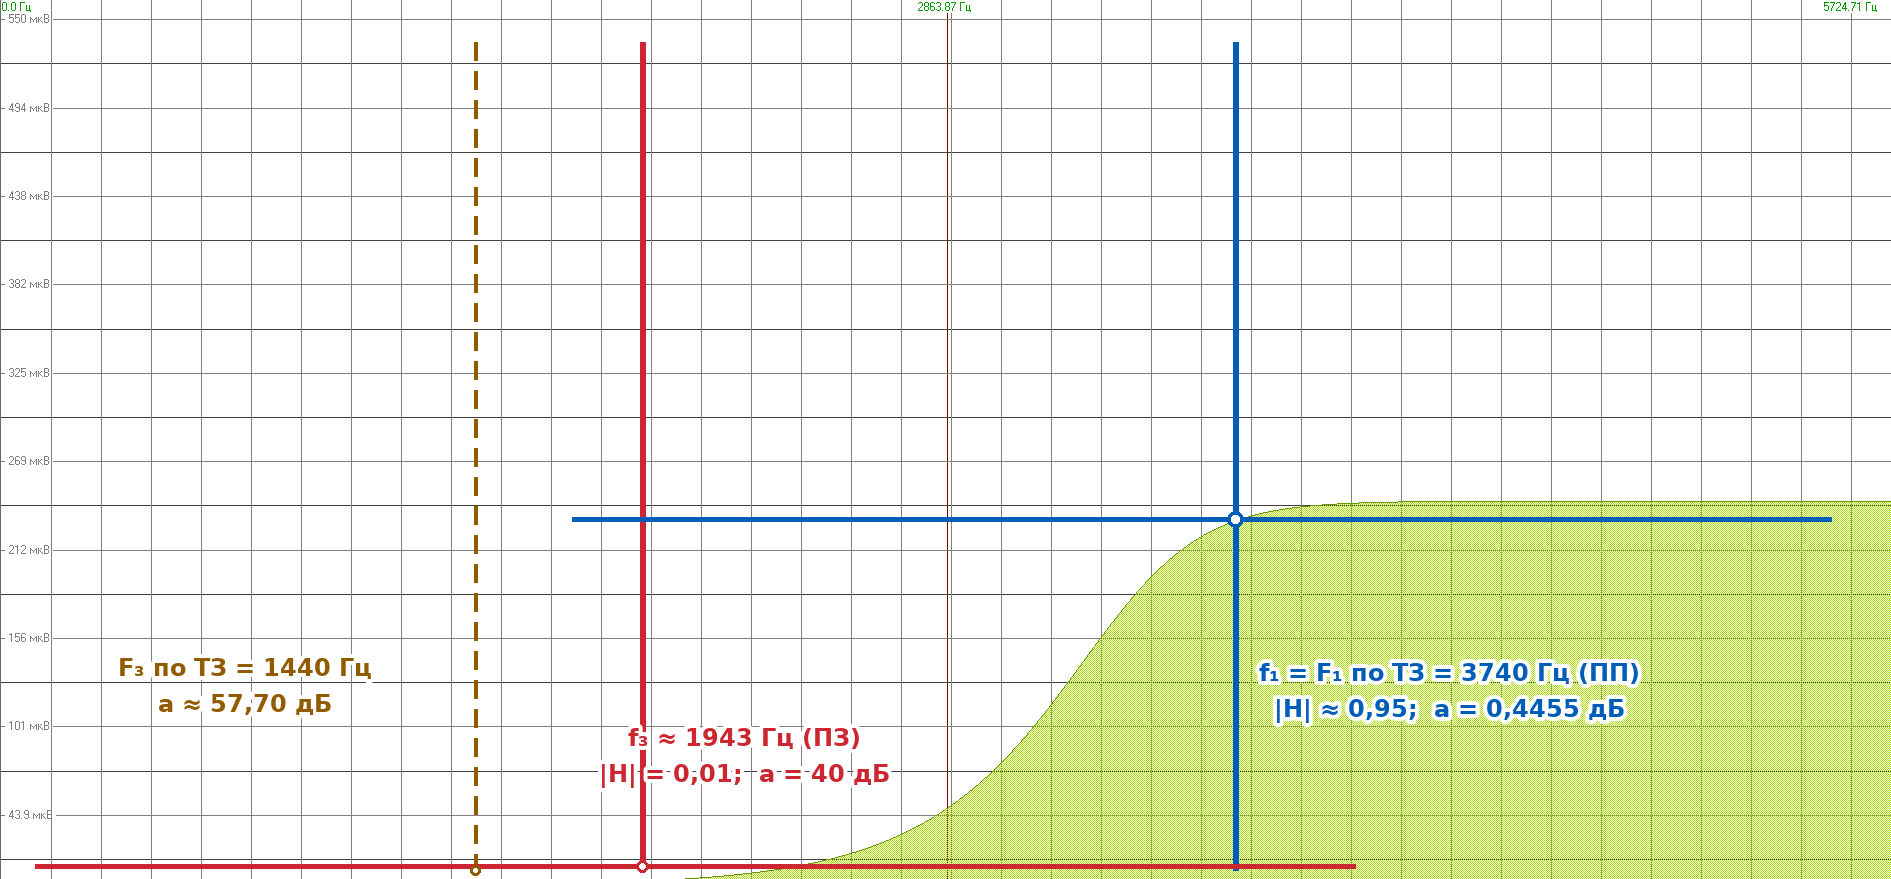 0.0 Гц
2863.87 Гц
5724.71 Гц
550 мкВ
494 мкВ
438 мкВ
382 мкВ
325 мкВ
269 мкВ
212 мкВ
156 мкВ
101 мкВ
43.9 мкВ
F₃ по ТЗ = 1440 Гц
a ≈ 57,70 дБ
f₃ ≈ 1943 Гц (ПЗ)
|H| = 0,01; a = 40 дБ
f₁ = F₁ по ТЗ = 3740 Гц (ПП)
|H| ≈ 0,95; a = 0,4455 дБ